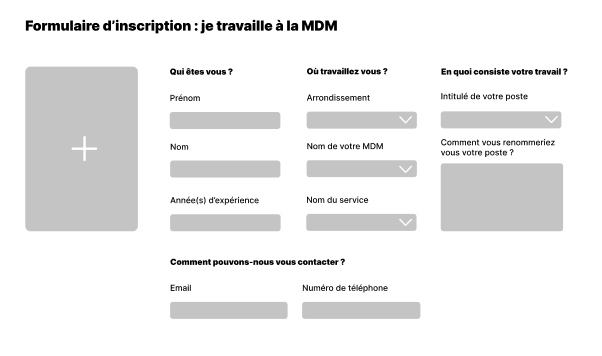 Formulaire d'inscription : je travaille à la MDM
Qui êtes vous ?
Prénom
Nom
Année(s) d'expérience
Où travaillez vous ?
Arrondissement
Nom de votre MDM
Nom du service
En quoi consiste votre travail ?
Intitulé de votre poste
Comment vous renommeriez
vous votre poste ?
Comment pouvons-nous vous contacter ?
Email
Numéro de téléphone